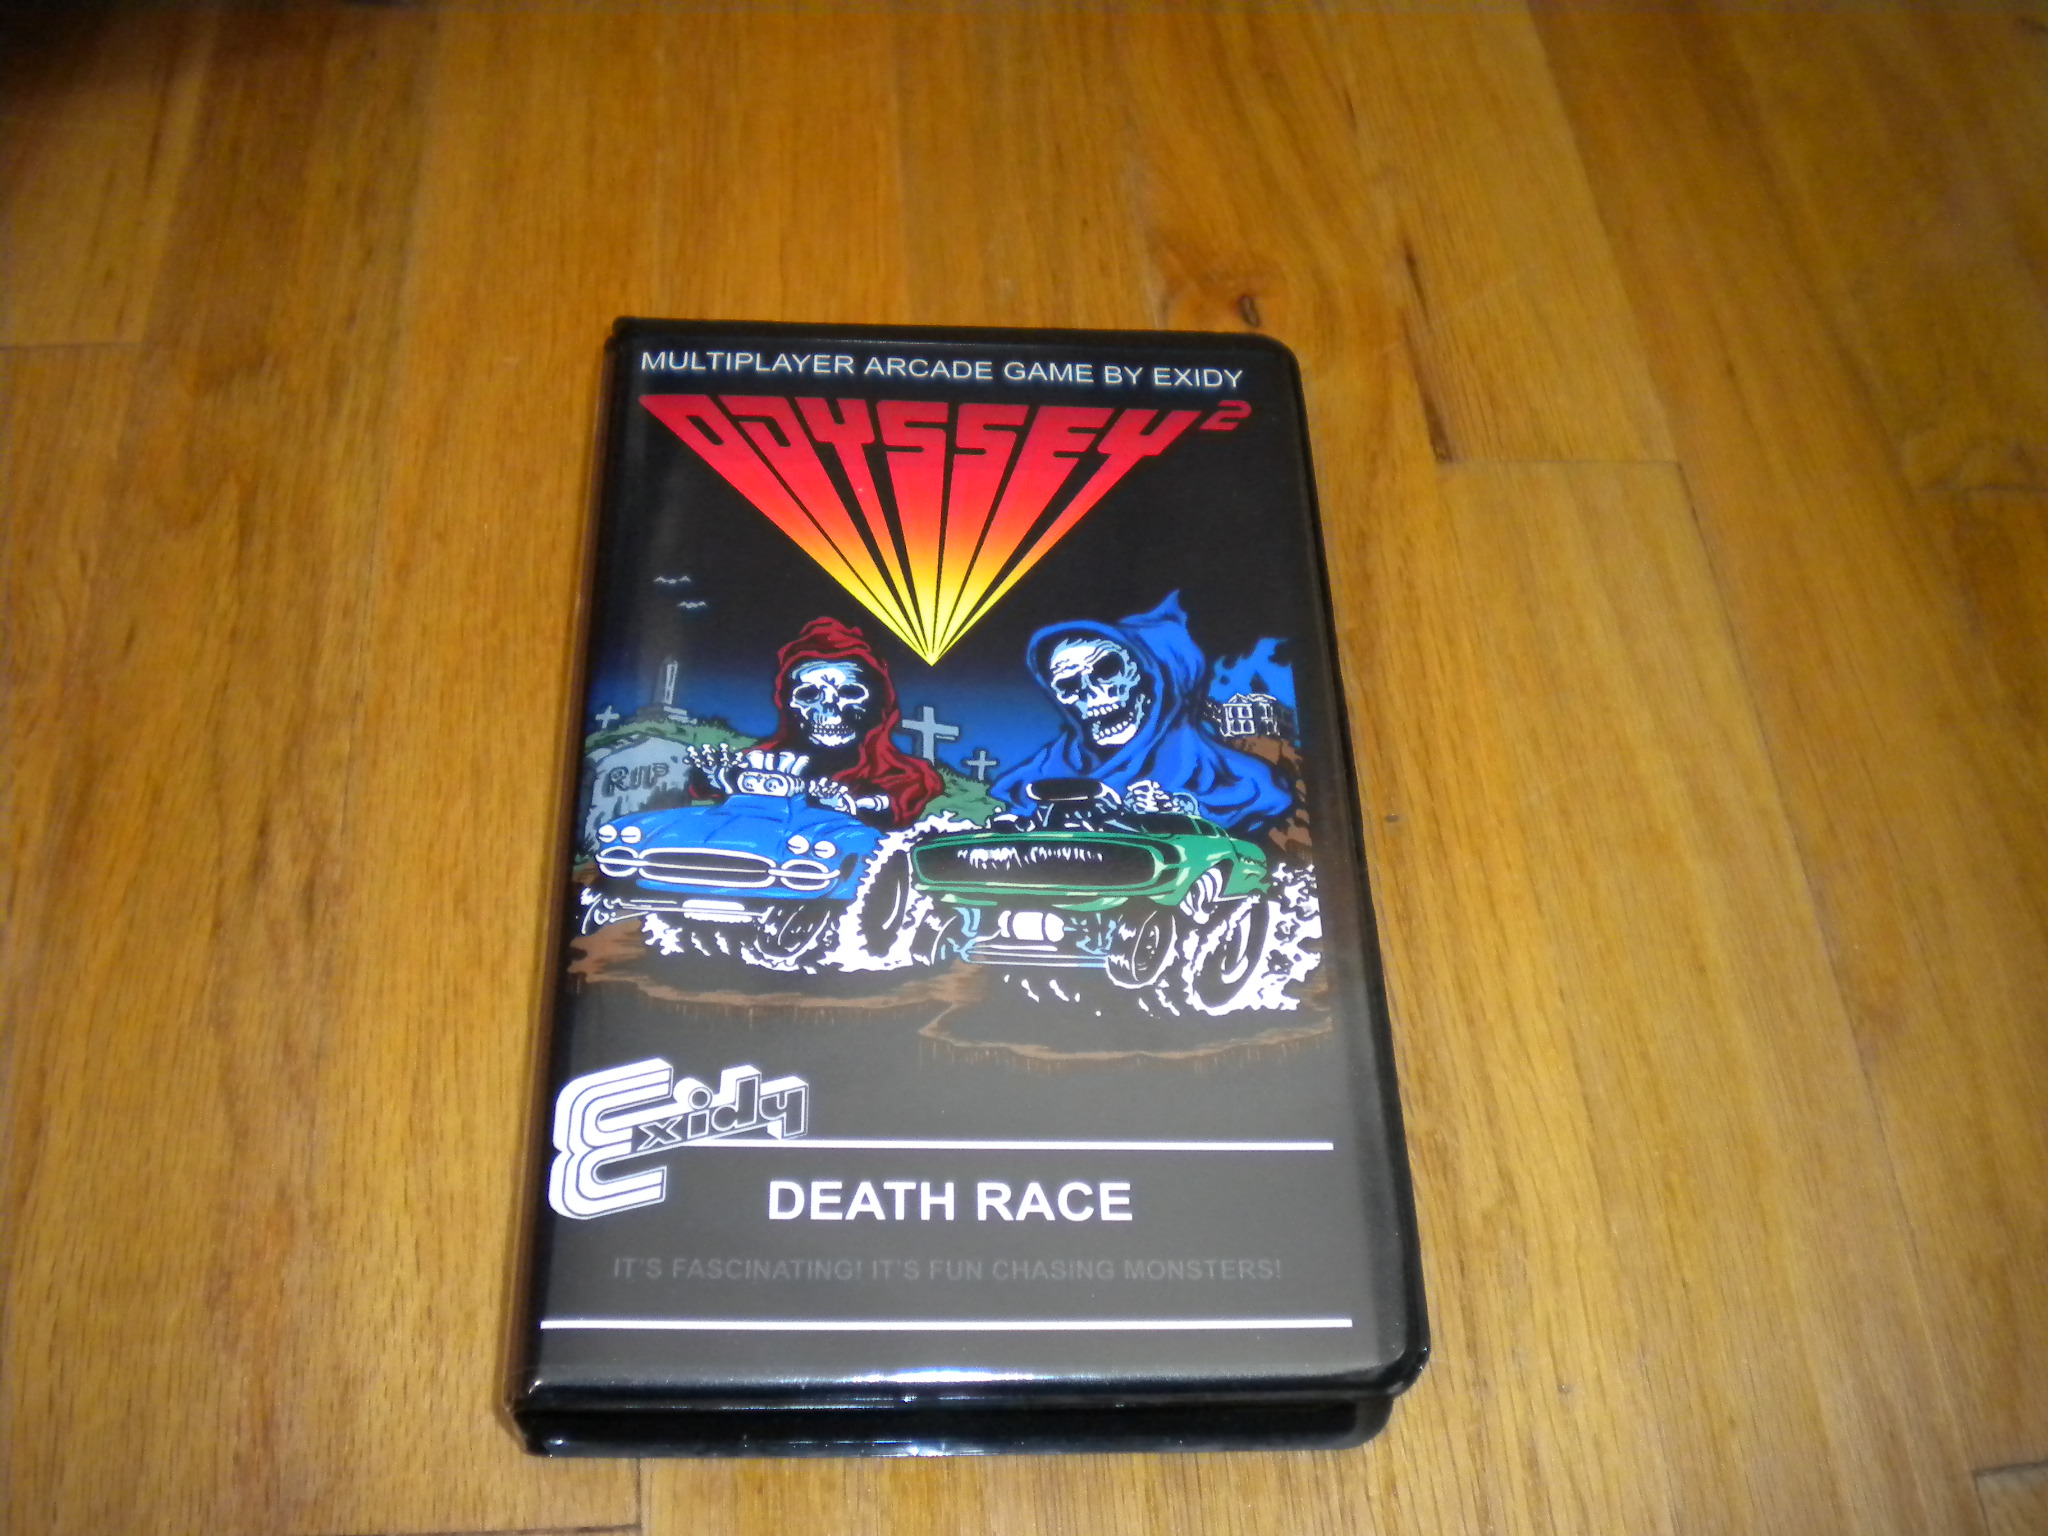 MULTIPLAYER ARCADE GAME BY EXIDY
ODYSSEY²
RIP
Exidy
DEATH RACE
IT'S FASCINATING! IT'S FUN CHASING MONSTERS!